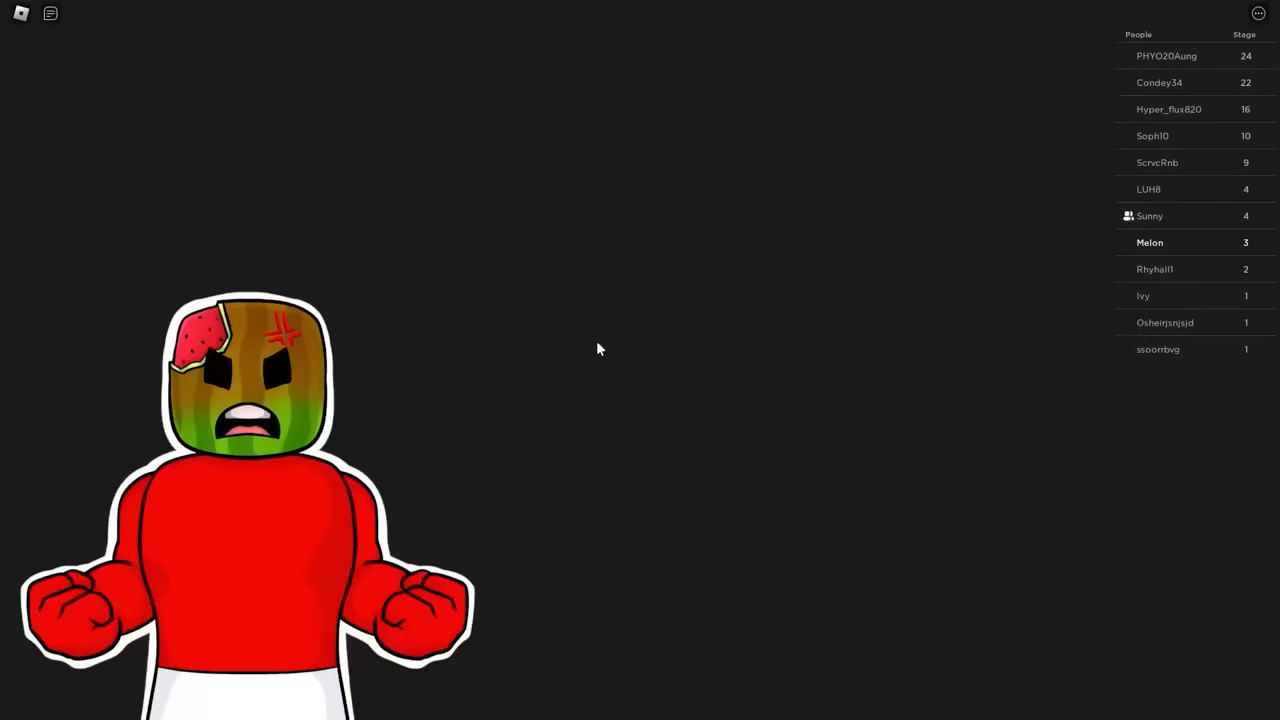 People Stage
PHYO20Aung 24
Condey34 22
Hyper_flux820 16
Soph10 10
ScrvcRnb 9
LUH8 4
Sunny 4
Melon 3
Rhyhall1 2
Ivy 1
Osheirjsnjsjd 1
ssoorrbvg 1